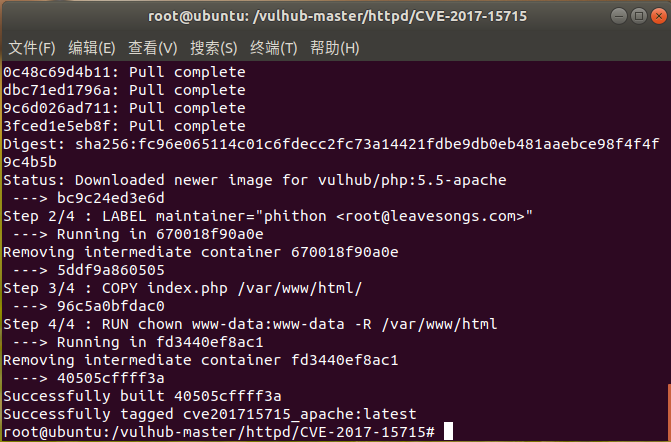 root@ubuntu: /vulhub-master/httpd/CVE-2017-15715
文件(F) 编辑(E) 查看(V) 搜索(S) 终端(T) 帮助(H)
0c48c69d4b11: Pull complete
dbc71ed1796a: Pull complete
9c6d026ad711: Pull complete
3fced1e5eb8f: Pull complete
Digest: sha256:fc96e065114c01c6fdecc2fc73a14421fdbe9db0eb481aaebce98f4f4f
9c4b5b
Status: Downloaded newer image for vulhub/php:5.5-apache
 ---> bc9c24ed3e6d
Step 2/4 : LABEL maintainer="phithon <root@leavesongs.com>"
 ---> Running in 670018f90a0e
Removing intermediate container 670018f90a0e
 ---> 5ddf9a860505
Step 3/4 : COPY index.php /var/www/html/
 ---> 96c5a0bfdac0
Step 4/4 : RUN chown www-data:www-data -R /var/www/html
 ---> Running in fd3440ef8ac1
Removing intermediate container fd3440ef8ac1
 ---> 40505cffff3a
Successfully built 40505cffff3a
Successfully tagged cve201715715_apache:latest
root@ubuntu:/vulhub-master/httpd/CVE-2017-15715#